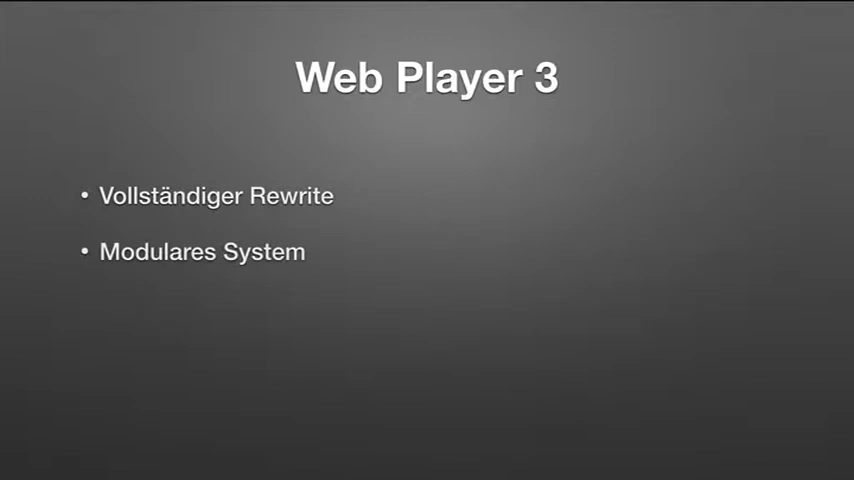 Web Player 3
• Vollständiger Rewrite
• Modulares System